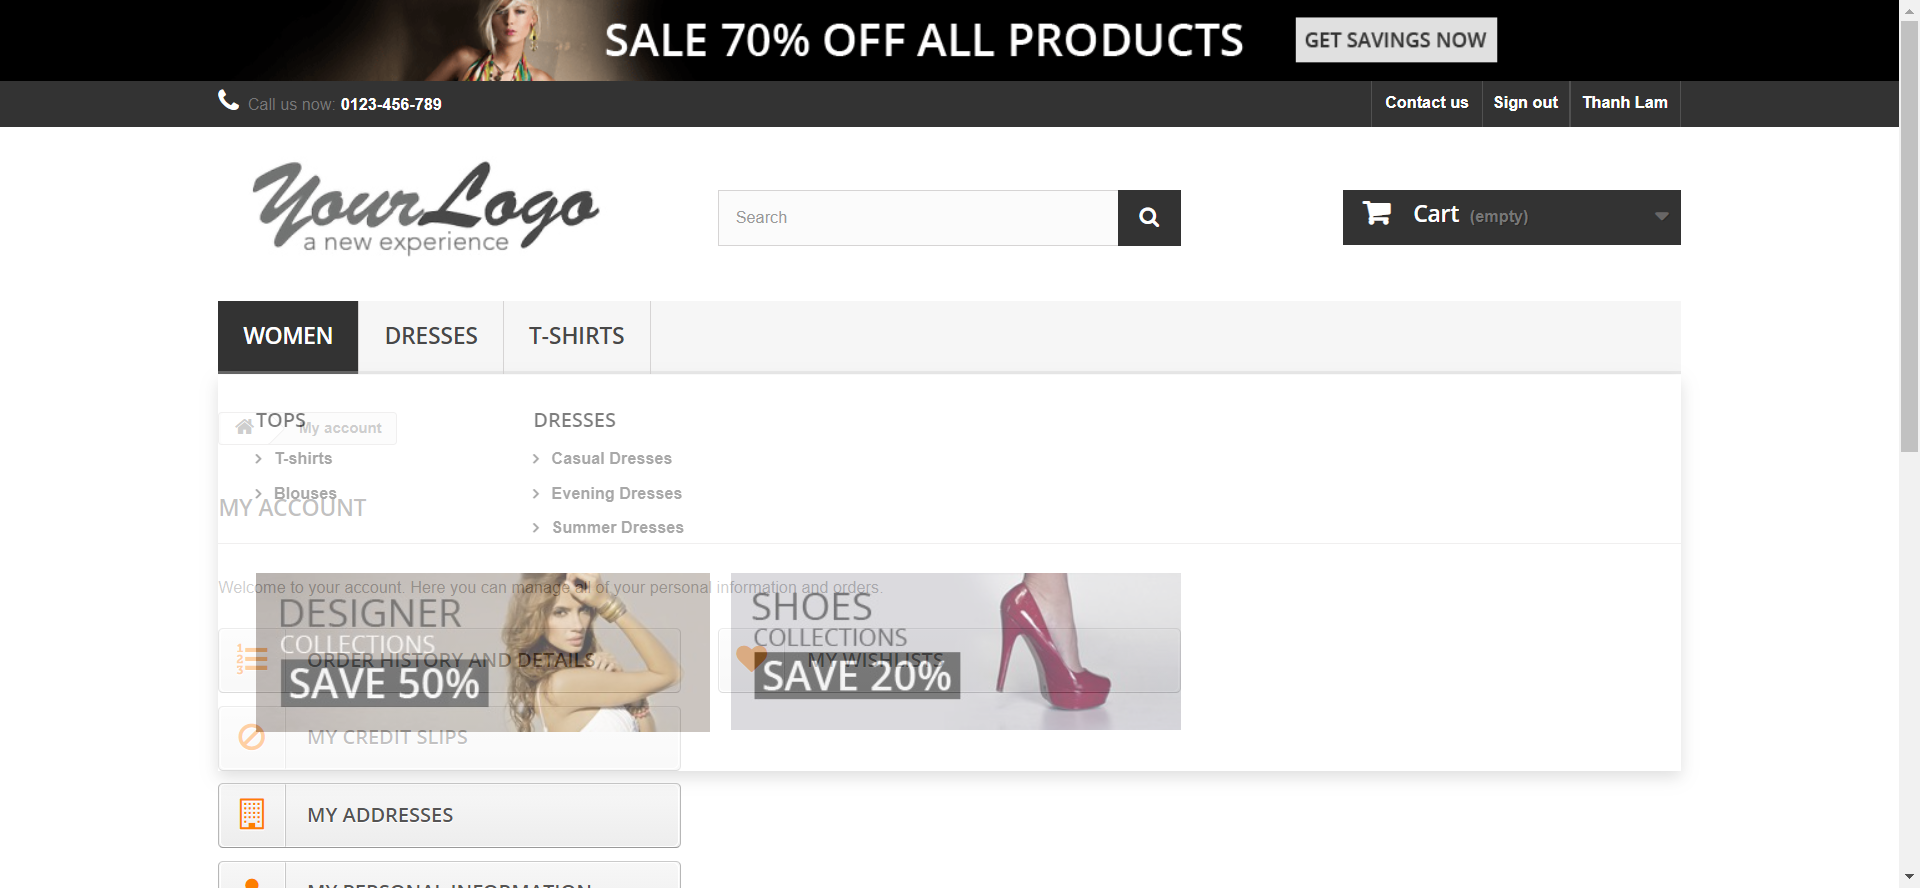 SALE 70% OFF ALL PRODUCTS GET SAVINGS NOW
Call us now: 0123-456-789 Contact us Sign out Thanh Lam
YourLogo
a new experience
Search
Cart (empty)
WOMEN DRESSES T-SHIRTS
TOPS DRESSES
My account
T-shirts Casual Dresses
Blouses Evening Dresses
MY ACCOUNT
Summer Dresses
Welcome to your account. Here you can manage all of your personal information and orders.
DESIGNER SHOES
COLLECTIONS COLLECTIONS
ORDER HISTORY AND DETAILS MY WISHLISTS
SAVE 50% SAVE 20%
MY CREDIT SLIPS
MY ADDRESSES
MY PERSONAL INFORMATION